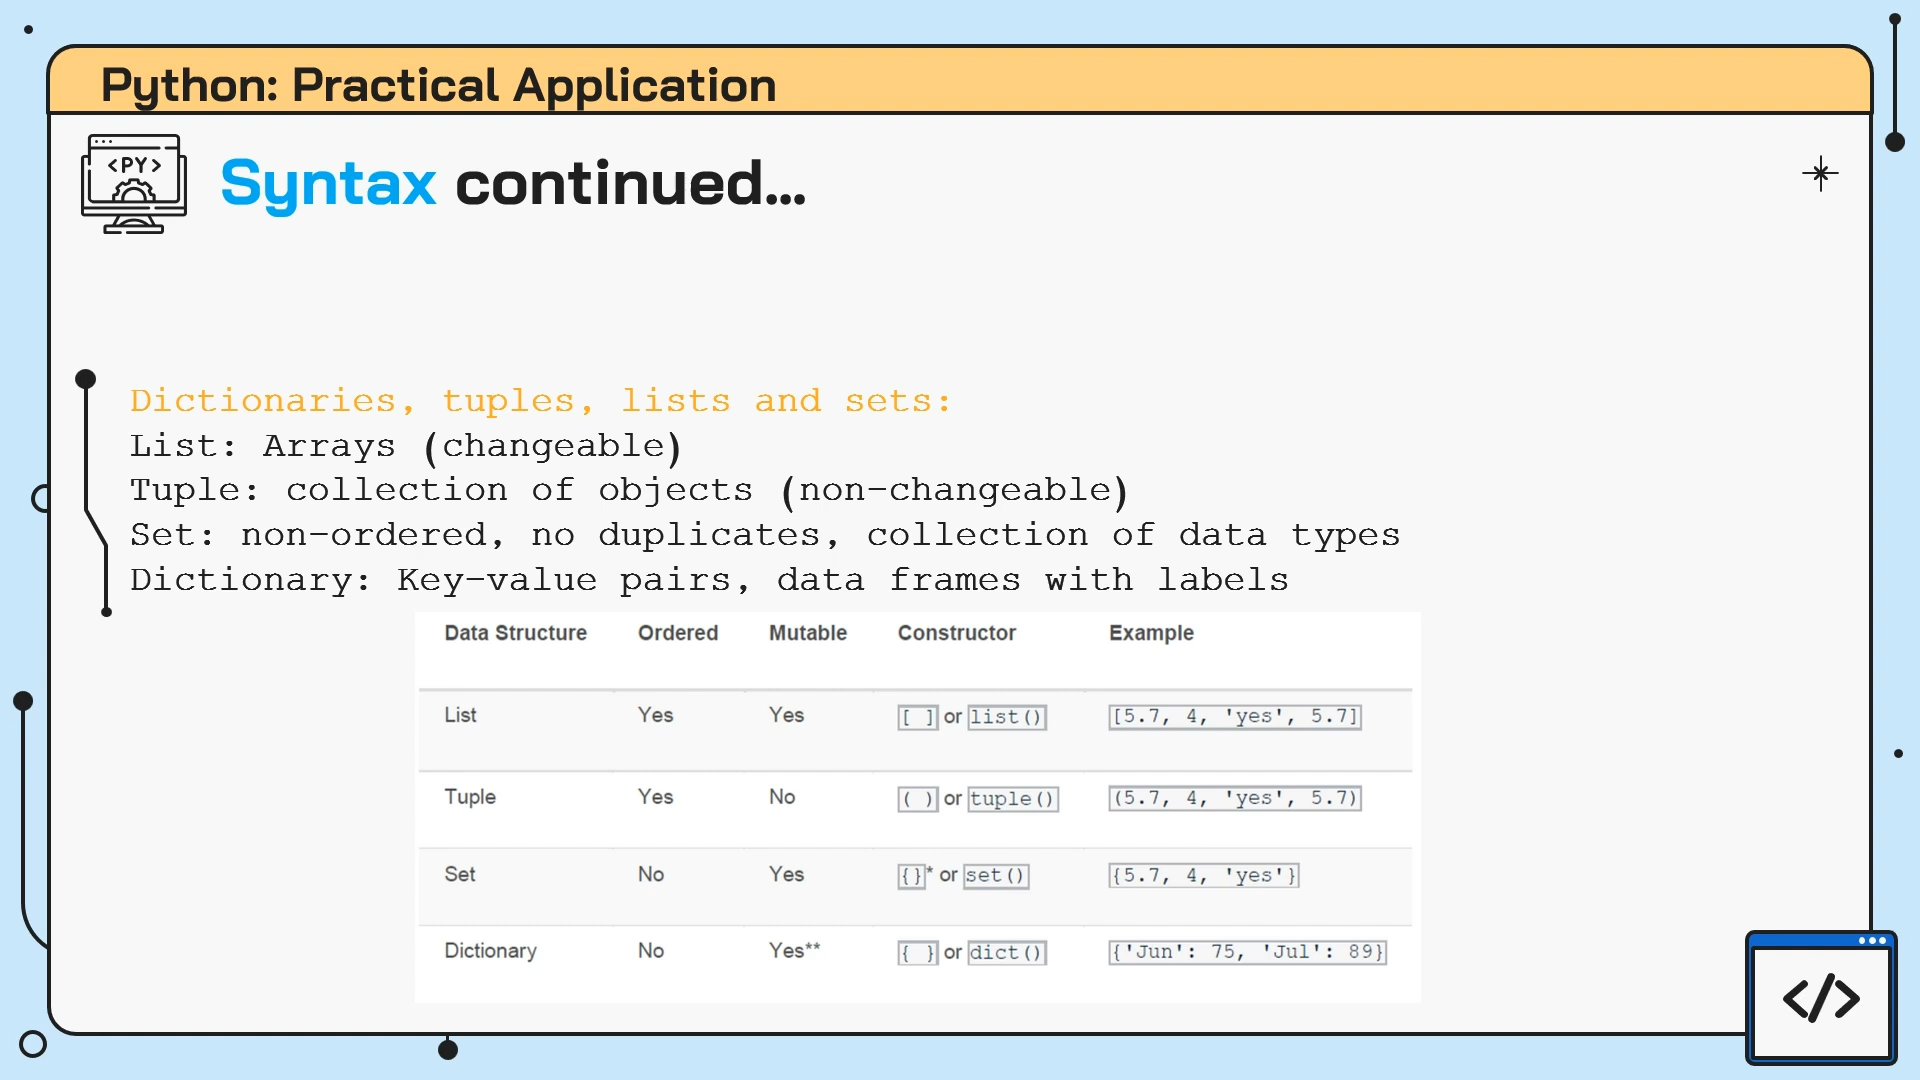 Python: Practical Application
<PY>
Syntax continued...
Dictionaries, tuples, lists and sets:
List: Arrays (changeable)
Tuple: collection of objects (non-changeable)
Set: non-ordered, no duplicates, collection of data types
Dictionary: Key-value pairs, data frames with labels
Data Structure Ordered Mutable Constructor Example
List Yes Yes [ ] or list() [5.7, 4, 'yes', 5.7]
Tuple Yes No ( ) or tuple() (5.7, 4, 'yes', 5.7)
Set No Yes {}* or set() {5.7, 4, 'yes'}
Dictionary No Yes** { } or dict() {'Jun': 75, 'Jul': 89}
</>